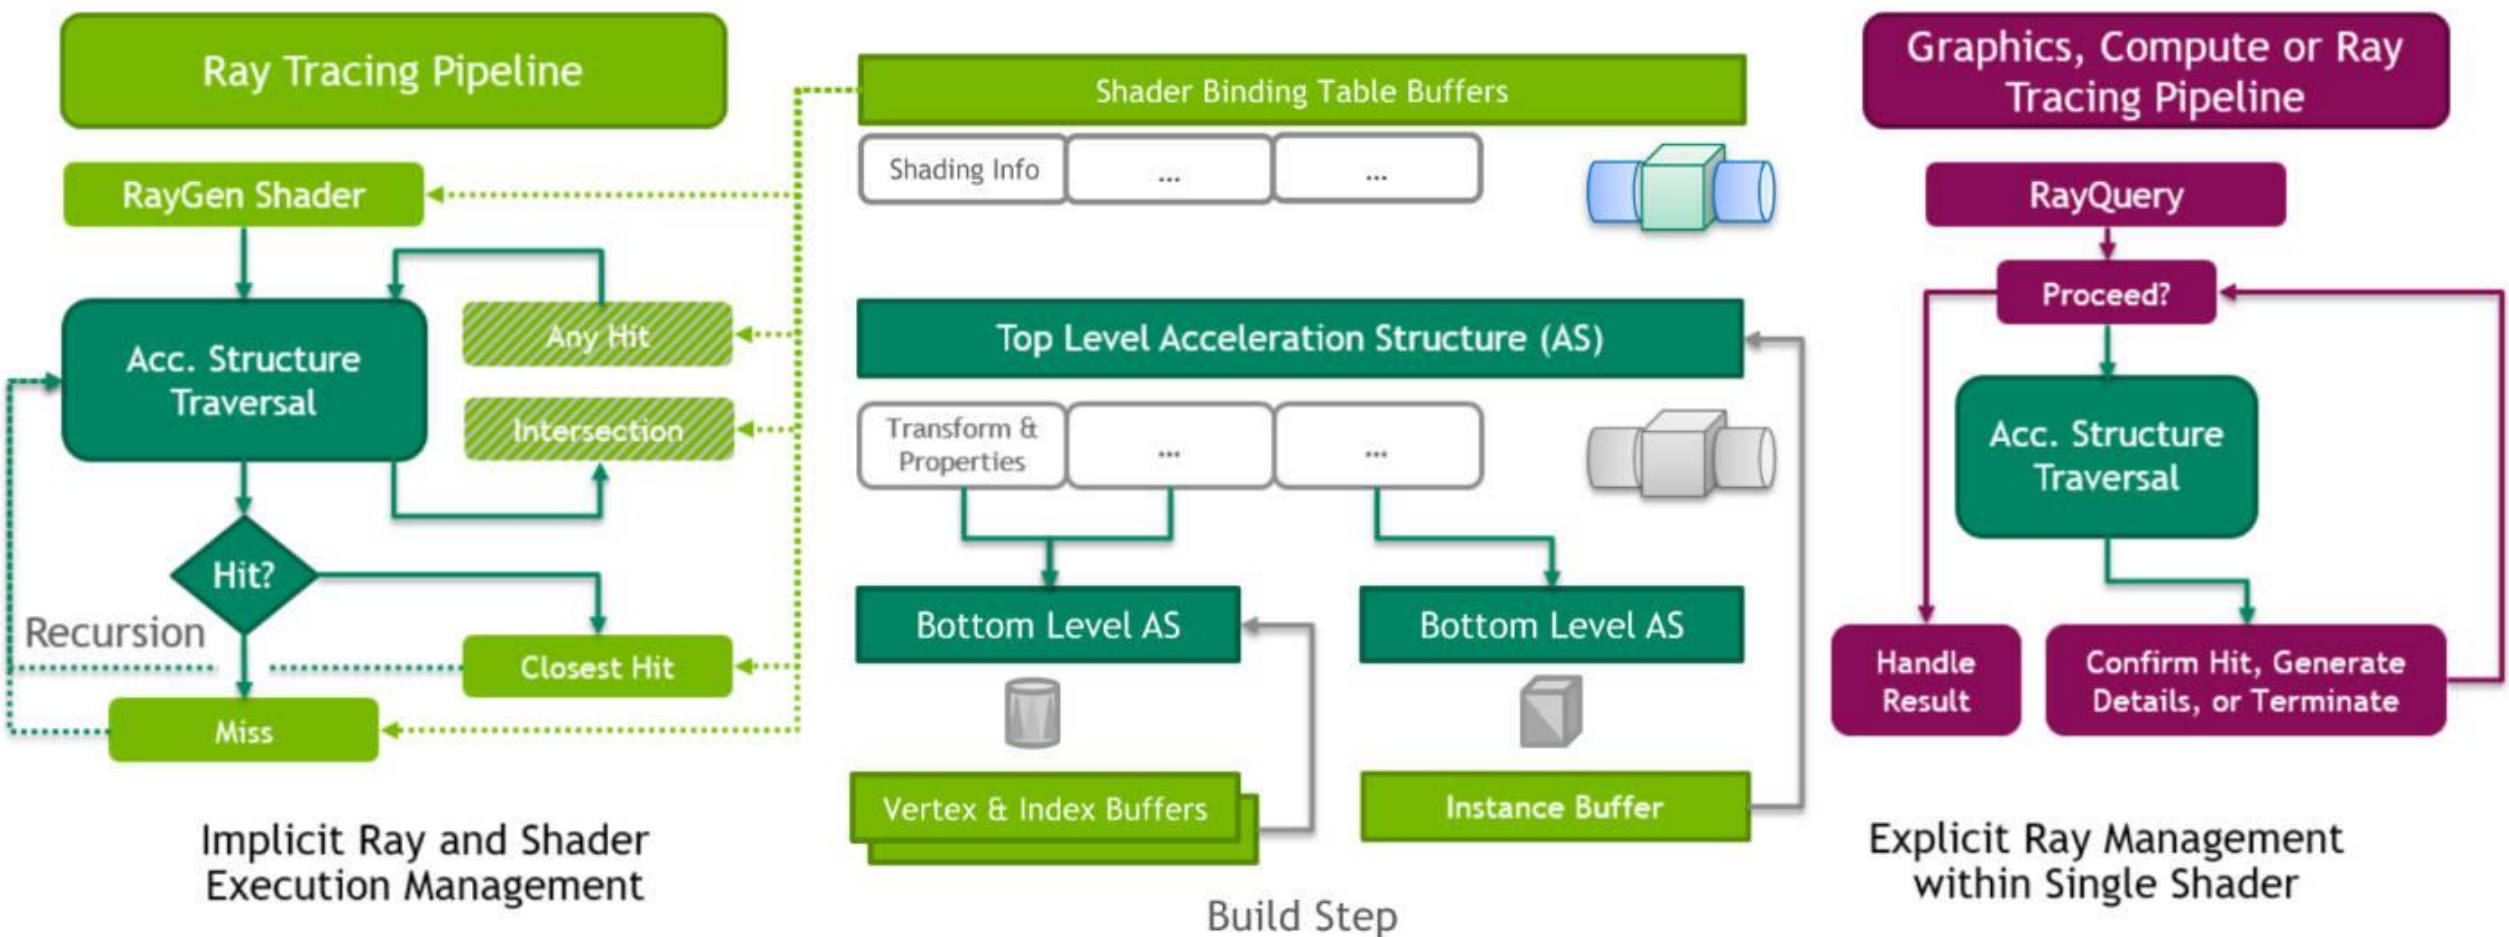 Ray Tracing Pipeline
RayGen Shader
Acc. Structure
Traversal
Any Hit
Intersection
Hit?
Recursion
Closest Hit
Miss
Implicit Ray and Shader
Execution Management
Shader Binding Table Buffers
Shading Info
...
...
Top Level Acceleration Structure (AS)
Transform &
Properties
...
...
Bottom Level AS
Bottom Level AS
Vertex & Index Buffers
Instance Buffer
Build Step
Graphics, Compute or Ray
Tracing Pipeline
RayQuery
Proceed?
Acc. Structure
Traversal
Handle
Result
Confirm Hit, Generate
Details, or Terminate
Explicit Ray Management
within Single Shader